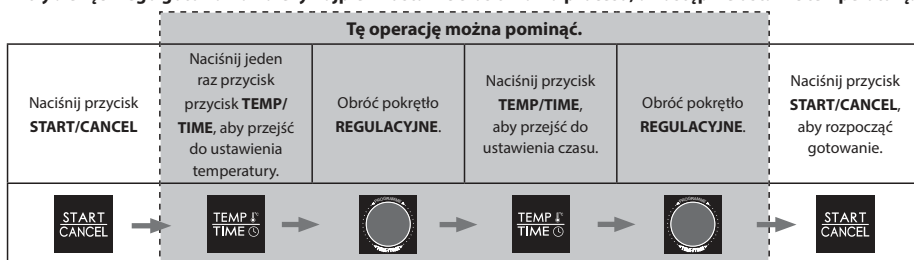 Tę operację można pominąć.
Naciśnij przycisk
START/CANCEL
Naciśnij jeden
raz przycisk
przycisk TEMP/
TIME, aby przejść
do ustawienia
temperatury.
Obróć pokrętło
REGULACYJNE.
Naciśnij przycisk
TEMP/TIME,
aby przejść do
ustawienia czasu.
Obróć pokrętło
REGULACYJNE.
Naciśnij przycisk
START/CANCEL,
aby rozpocząć
gotowanie.
START
CANCEL
TEMP
TIME
TEMP
TIME
START
CANCEL